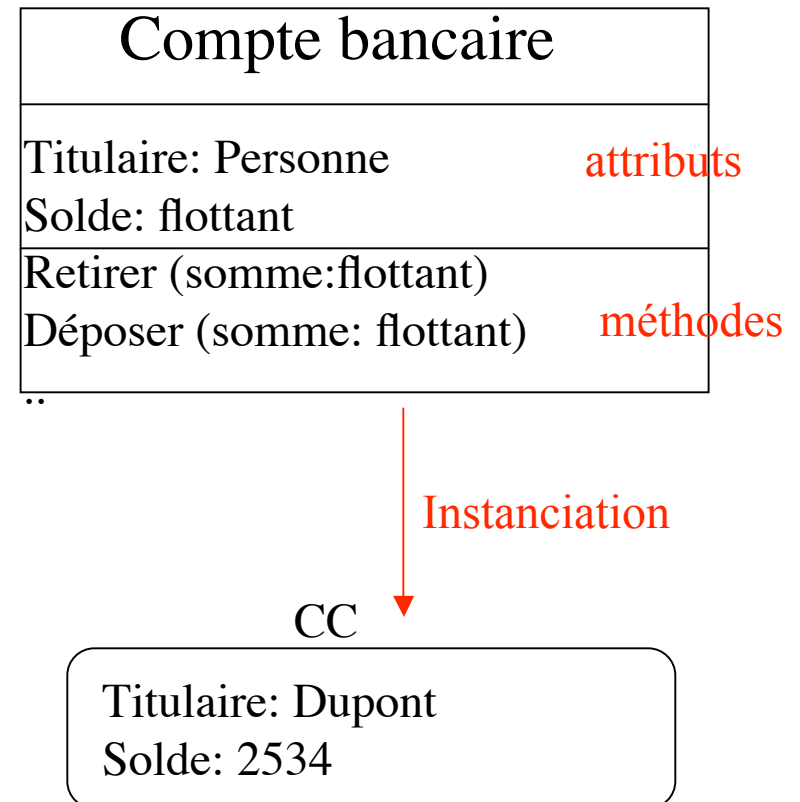 Compte bancaire
Titulaire: Personne
attributs
Solde: flottant
Retirer (somme:flottant)
Déposer (somme: flottant)
méthodes
..
Instanciation
CC
Titulaire: Dupont
Solde: 2534